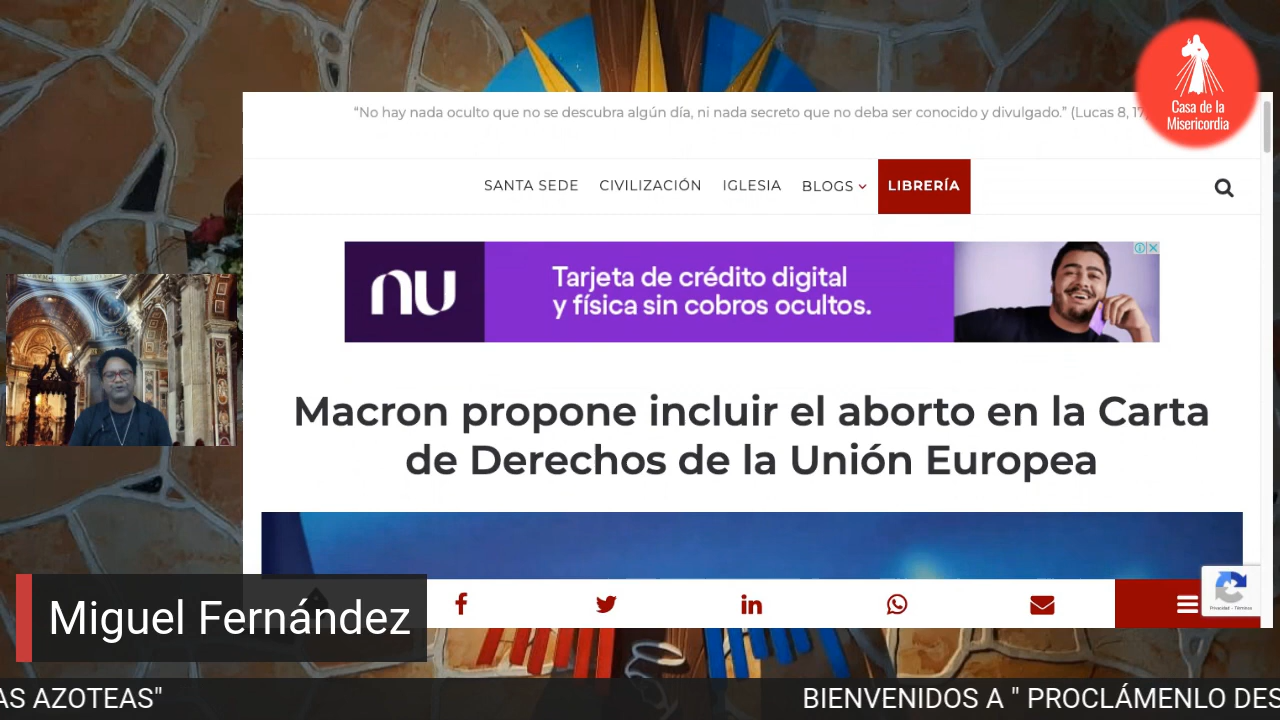 “No hay nada oculto que no se descubra algún día, ni nada secreto que no deba ser conocido y divulgado.” (Lucas 8, 17
Casa de la
Misericordia
SANTA SEDE CIVILIZACIÓN IGLESIA BLOGS LIBRERÍA
nu
Tarjeta de crédito digital
y física sin cobros ocultos.
Macron propone incluir el aborto en la Carta
de Derechos de la Unión Europea
Privacidad - Términos
Miguel Fernández
AS AZOTEAS" BIENVENIDOS A " PROCLÁMENLO DES